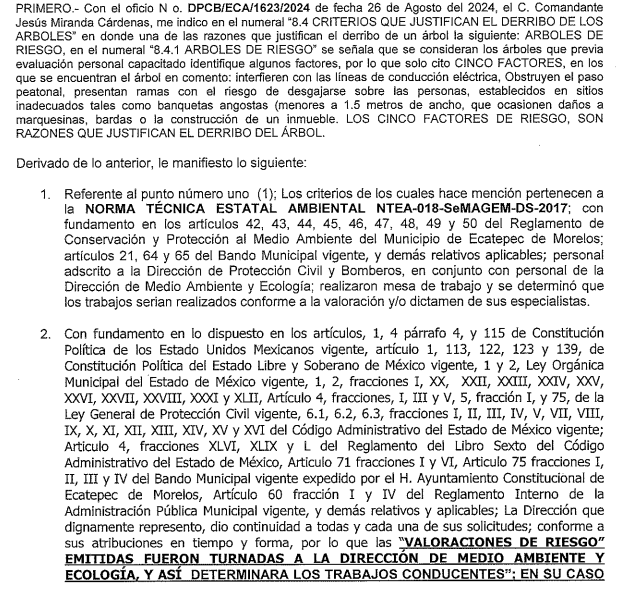 PRIMERO.- Con el oficio N o. DPCB/ECA/1623/2024 de fecha 26 de Agosto del 2024, el C. Comandante
Jesús Miranda Cárdenas, me indico en el numeral "8.4 CRITERIOS QUE JUSTIFICAN EL DERRIBO DE LOS
ARBOLES" en donde una de las razones que justifican el derribo de un árbol la siguiente: ARBOLES DE
RIESGO, en el numeral "8.4.1 ARBOLES DE RIESGO" se señala que se consideran los árboles que previa
evaluación personal capacitado identifique algunos factores, por lo que solo cito CINCO FACTORES, en los
que se encuentran el árbol en comento: interfieren con las líneas de conducción eléctrica, Obstruyen el paso
peatonal, presentan ramas con el riesgo de desgajarse sobre las personas, establecidos en sitios
inadecuados tales como banquetas angostas (menores a 1.5 metros de ancho, que ocasionen daños a
marquesinas, bardas o la construcción de un inmueble. LOS CINCO FACTORES DE RIESGO, SON
RAZONES QUE JUSTIFICAN EL DERRIBO DEL ÁRBOL.
Derivado de lo anterior, le manifiesto lo siguiente:
1. Referente al punto número uno (1); Los criterios de los cuales hace mención pertenecen a
la NORMA TÉCNICA ESTATAL AMBIENTAL NTEA-018-SeMAGEM-DS-2017; con
fundamento en los artículos 42, 43, 44, 45, 46, 47, 48, 49 y 50 del Reglamento de
Conservación y Protección al Medio Ambiente del Municipio de Ecatepec de Morelos;
artículos 21, 64 y 65 del Bando Municipal vigente, y demás relativos aplicables; personal
adscrito a la Dirección de Protección Civil y Bomberos, en conjunto con personal de la
Dirección de Medio Ambiente y Ecología; realizaron mesa de trabajo y se determinó que
los trabajos serian realizados conforme a la valoración y/o dictamen de sus especialistas.
2. Con fundamento en lo dispuesto en los artículos, 1, 4 párrafo 4, y 115 de Constitución
Política de los Estado Unidos Mexicanos vigente, artículo 1, 113, 122, 123 y 139, de
Constitución Política del Estado Libre y Soberano de México vigente, 1 y 2, Ley Orgánica
Municipal del Estado de México vigente, 1, 2, fracciones I, XX, XXII, XXIII, XXIV, XXV,
XXVI, XXVII, XXVIII, XXXI y XLII, Artículo 4, fracciones, I, III y V, 5, fracción I, y 75, de la
Ley General de Protección Civil vigente, 6.1, 6.2, 6.3, fracciones I, II, III, IV, V, VII, VIII,
IX, X, XI, XII, XIII, XIV, XV y XVI del Código Administrativo del Estado de México vigente;
Articulo 4, fracciones XLVI, XLIX y L del Reglamento del Libro Sexto del Código
Administrativo del Estado de México, Articulo 71 fracciones I y VI, Articulo 75 fracciones I,
II, III y IV del Bando Municipal vigente expedido por el H. Ayuntamiento Constitucional de
Ecatepec de Morelos, Artículo 60 fracción I y IV del Reglamento Interno de la
Administración Pública Municipal vigente, y demás relativos y aplicables; La Dirección que
dignamente represento, dio continuidad a todas y cada una de sus solicitudes; conforme a
sus atribuciones en tiempo y forma, por lo que las "VALORACIONES DE RIESGO"
EMITIDAS FUERON TURNADAS A LA DIRECCIÓN DE MEDIO AMBIENTE Y
ECOLOGÍA, Y ASÍ DETERMINARA LOS TRABAJOS CONDUCENTES"; EN SU CASO